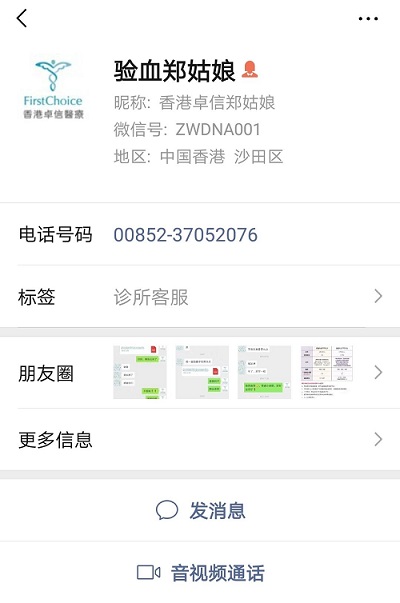 验血郑姑娘
FirstChoice
香港卓信醫療
昵称: 香港卓信郑姑娘
微信号: ZWDNA001
地区: 中国香港 沙田区
电话号码 00852-37052076
标签 诊所客服
朋友圈
更多信息
发消息
音视频通话